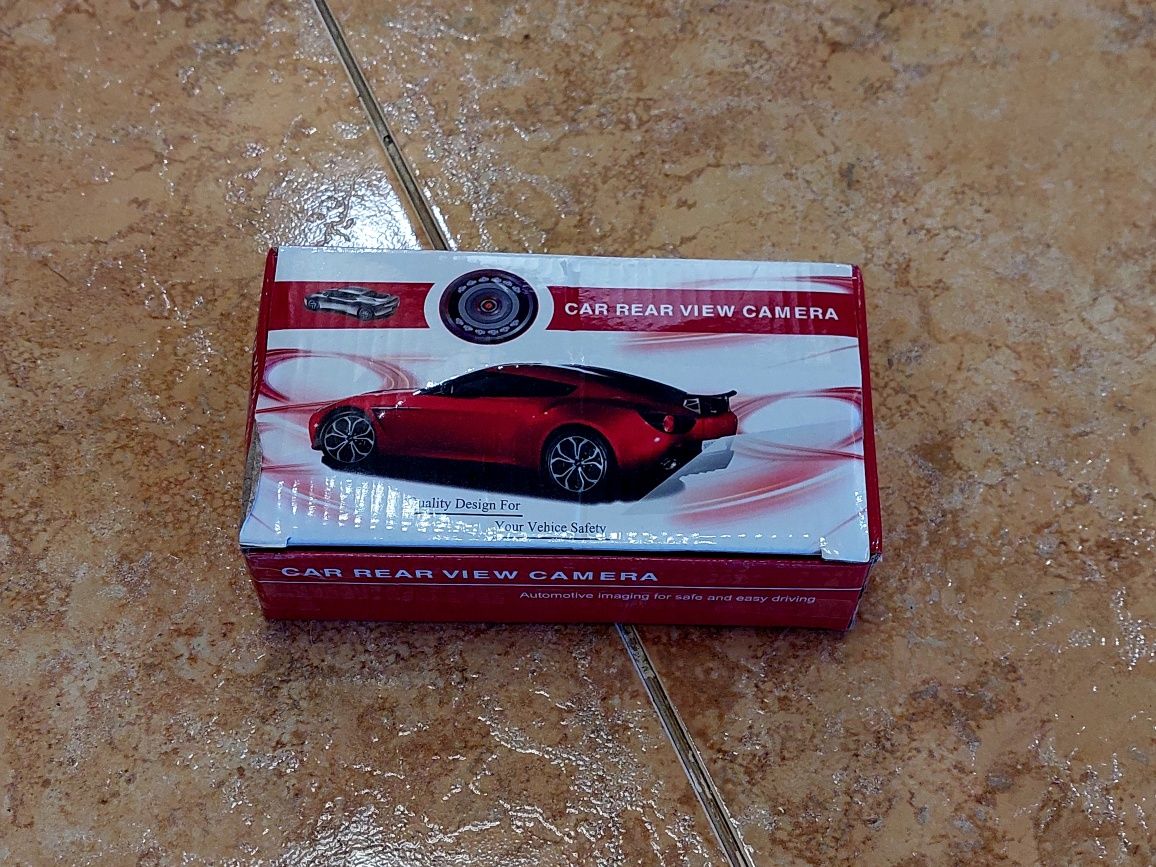 CAR REAR VIEW CAMERA
uality Design For
Your Vehice Safety
CAR REAR VIEW CAMERA
Automotive imaging for safe and easy driving